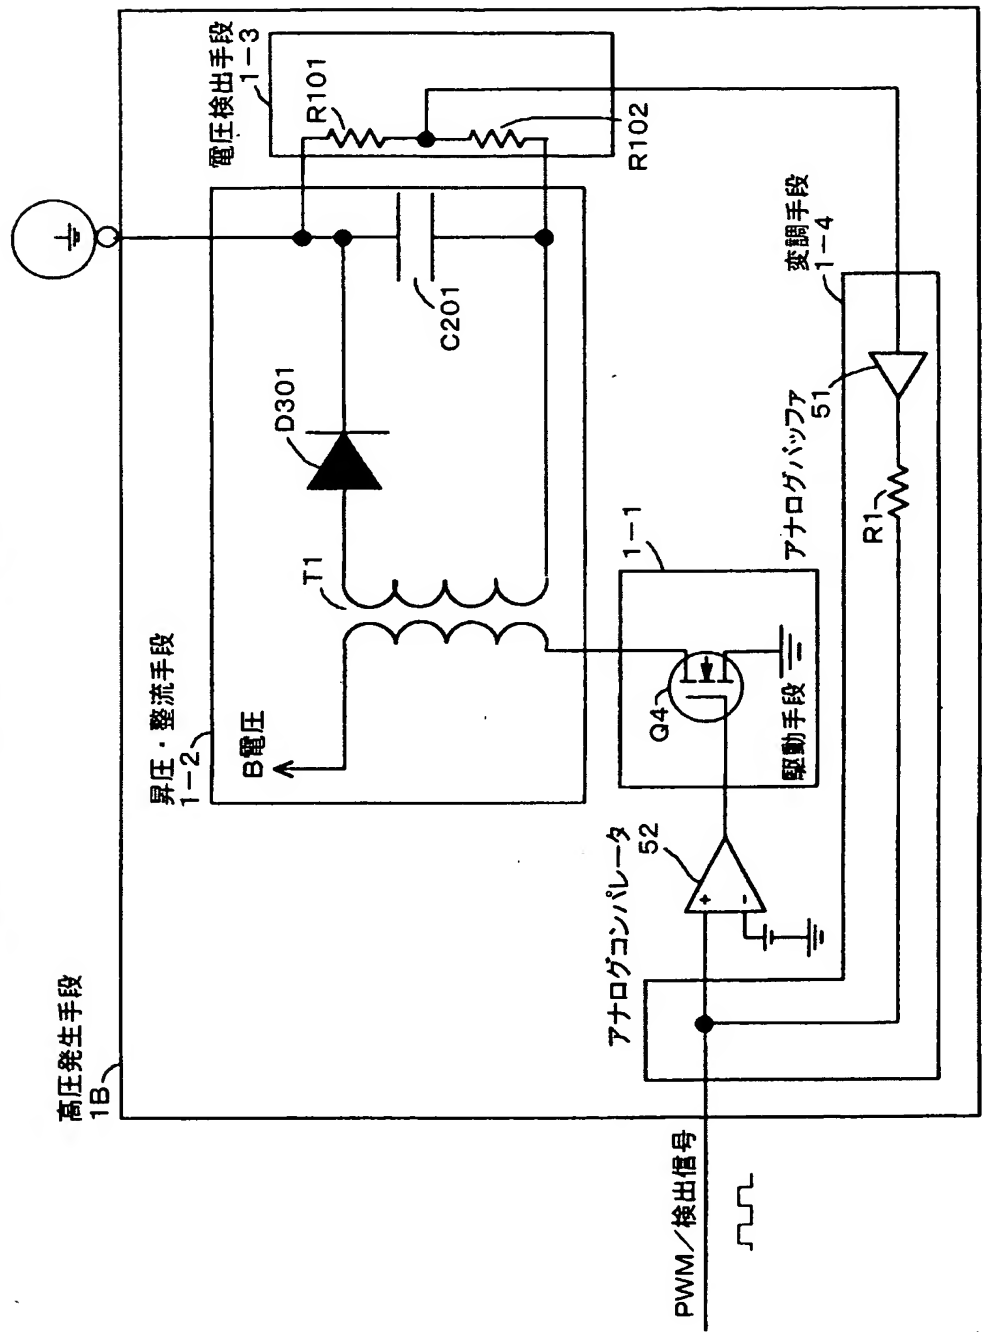 高圧発生手段
1B
昇圧・整流手段
1-2
電圧検出手段
1-3
B電圧
T1
D301
C201
R101
R102
アナログコンパレータ
52
+
-
Q4
駆動手段
1-1
アナログバッファ
51
変調手段
1-4
R1
PWM/検出信号